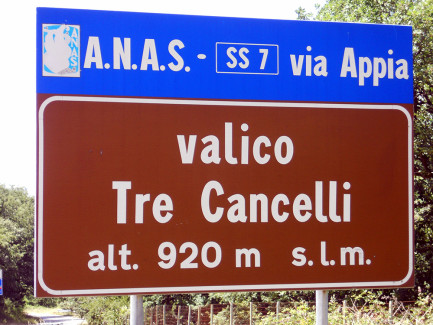 A.N.A.S. - SS 7 via Appia
valico
Tre Cancelli
alt. 920 m s.l.m.